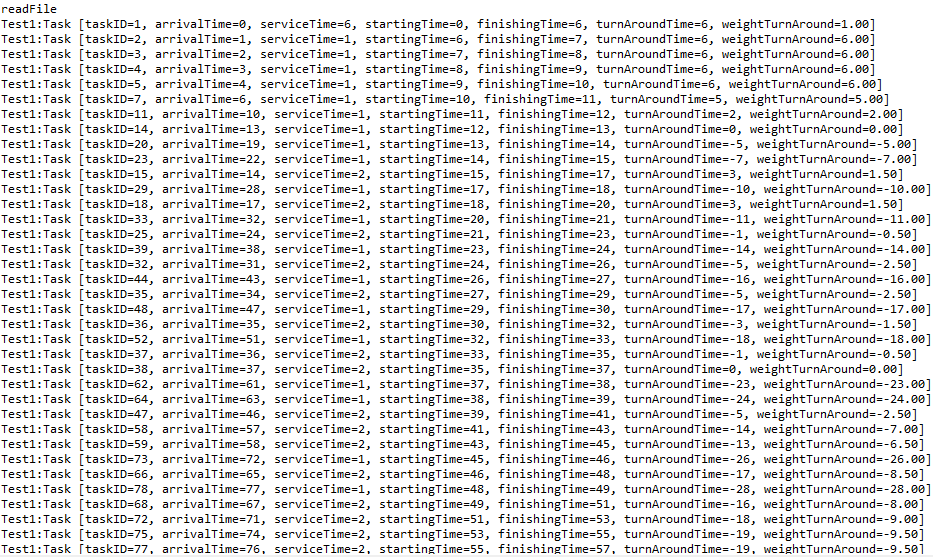 readFile
Test1:Task [taskID=1, arrivalTime=0, serviceTime=6, startingTime=0, finishingTime=6, turnAroundTime=6, weightTurnAround=1.00]
Test1:Task [taskID=2, arrivalTime=1, serviceTime=1, startingTime=6, finishingTime=7, turnAroundTime=6, weightTurnAround=6.00]
Test1:Task [taskID=3, arrivalTime=2, serviceTime=1, startingTime=7, finishingTime=8, turnAroundTime=6, weightTurnAround=6.00]
Test1:Task [taskID=4, arrivalTime=3, serviceTime=1, startingTime=8, finishingTime=9, turnAroundTime=6, weightTurnAround=6.00]
Test1:Task [taskID=5, arrivalTime=4, serviceTime=1, startingTime=9, finishingTime=10, turnAroundTime=6, weightTurnAround=6.00]
Test1:Task [taskID=7, arrivalTime=6, serviceTime=1, startingTime=10, finishingTime=11, turnAroundTime=5, weightTurnAround=5.00]
Test1:Task [taskID=11, arrivalTime=10, serviceTime=1, startingTime=11, finishingTime=12, turnAroundTime=2, weightTurnAround=2.00]
Test1:Task [taskID=14, arrivalTime=13, serviceTime=1, startingTime=12, finishingTime=13, turnAroundTime=0, weightTurnAround=0.00]
Test1:Task [taskID=20, arrivalTime=19, serviceTime=1, startingTime=13, finishingTime=14, turnAroundTime=-5, weightTurnAround=-5.00]
Test1:Task [taskID=23, arrivalTime=22, serviceTime=1, startingTime=14, finishingTime=15, turnAroundTime=-7, weightTurnAround=-7.00]
Test1:Task [taskID=15, arrivalTime=14, serviceTime=2, startingTime=15, finishingTime=17, turnAroundTime=3, weightTurnAround=1.50]
Test1:Task [taskID=29, arrivalTime=28, serviceTime=1, startingTime=17, finishingTime=18, turnAroundTime=-10, weightTurnAround=-10.00]
Test1:Task [taskID=18, arrivalTime=17, serviceTime=2, startingTime=18, finishingTime=20, turnAroundTime=3, weightTurnAround=1.50]
Test1:Task [taskID=33, arrivalTime=32, serviceTime=1, startingTime=20, finishingTime=21, turnAroundTime=-11, weightTurnAround=-11.00]
Test1:Task [taskID=25, arrivalTime=24, serviceTime=2, startingTime=21, finishingTime=23, turnAroundTime=-1, weightTurnAround=-0.50]
Test1:Task [taskID=39, arrivalTime=38, serviceTime=1, startingTime=23, finishingTime=24, turnAroundTime=-14, weightTurnAround=-14.00]
Test1:Task [taskID=32, arrivalTime=31, serviceTime=2, startingTime=24, finishingTime=26, turnAroundTime=-5, weightTurnAround=-2.50]
Test1:Task [taskID=44, arrivalTime=43, serviceTime=1, startingTime=26, finishingTime=27, turnAroundTime=-16, weightTurnAround=-16.00]
Test1:Task [taskID=35, arrivalTime=34, serviceTime=2, startingTime=27, finishingTime=29, turnAroundTime=-5, weightTurnAround=-2.50]
Test1:Task [taskID=48, arrivalTime=47, serviceTime=1, startingTime=29, finishingTime=30, turnAroundTime=-17, weightTurnAround=-17.00]
Test1:Task [taskID=36, arrivalTime=35, serviceTime=2, startingTime=30, finishingTime=32, turnAroundTime=-3, weightTurnAround=-1.50]
Test1:Task [taskID=52, arrivalTime=51, serviceTime=1, startingTime=32, finishingTime=33, turnAroundTime=-18, weightTurnAround=-18.00]
Test1:Task [taskID=37, arrivalTime=36, serviceTime=2, startingTime=33, finishingTime=35, turnAroundTime=-1, weightTurnAround=-0.50]
Test1:Task [taskID=38, arrivalTime=37, serviceTime=2, startingTime=35, finishingTime=37, turnAroundTime=0, weightTurnAround=0.00]
Test1:Task [taskID=62, arrivalTime=61, serviceTime=1, startingTime=37, finishingTime=38, turnAroundTime=-23, weightTurnAround=-23.00]
Test1:Task [taskID=64, arrivalTime=63, serviceTime=1, startingTime=38, finishingTime=39, turnAroundTime=-24, weightTurnAround=-24.00]
Test1:Task [taskID=47, arrivalTime=46, serviceTime=2, startingTime=39, finishingTime=41, turnAroundTime=-5, weightTurnAround=-2.50]
Test1:Task [taskID=58, arrivalTime=57, serviceTime=2, startingTime=41, finishingTime=43, turnAroundTime=-14, weightTurnAround=-7.00]
Test1:Task [taskID=59, arrivalTime=58, serviceTime=2, startingTime=43, finishingTime=45, turnAroundTime=-13, weightTurnAround=-6.50]
Test1:Task [taskID=73, arrivalTime=72, serviceTime=1, startingTime=45, finishingTime=46, turnAroundTime=-26, weightTurnAround=-26.00]
Test1:Task [taskID=66, arrivalTime=65, serviceTime=2, startingTime=46, finishingTime=48, turnAroundTime=-17, weightTurnAround=-8.50]
Test1:Task [taskID=78, arrivalTime=77, serviceTime=1, startingTime=48, finishingTime=49, turnAroundTime=-28, weightTurnAround=-28.00]
Test1:Task [taskID=68, arrivalTime=67, serviceTime=2, startingTime=49, finishingTime=51, turnAroundTime=-16, weightTurnAround=-8.00]
Test1:Task [taskID=72, arrivalTime=71, serviceTime=2, startingTime=51, finishingTime=53, turnAroundTime=-18, weightTurnAround=-9.00]
Test1:Task [taskID=75, arrivalTime=74, serviceTime=2, startingTime=53, finishingTime=55, turnAroundTime=-19, weightTurnAround=-9.50]
Test1:Task [taskID=77, arrivalTime=76, serviceTime=2, startingTime=55, finishingTime=57, turnAroundTime=-19, weightTurnAround=-9.50]